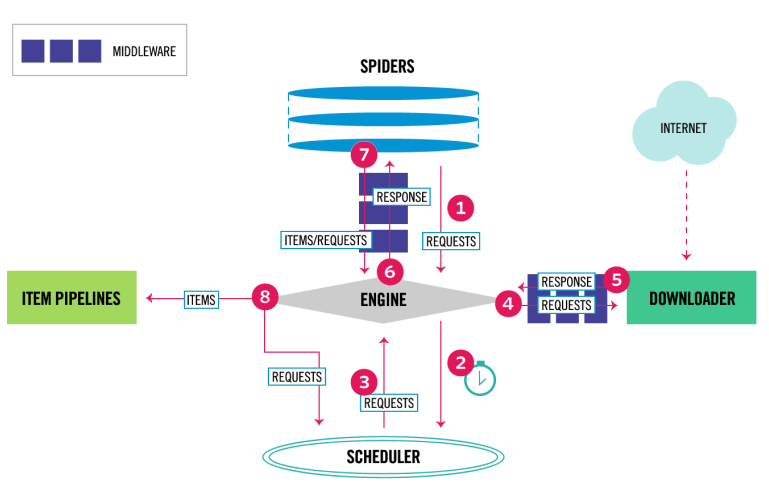 MIDDLEWARE
SPIDERS
INTERNET
7
RESPONSE
1
ITEMS/REQUESTS
REQUESTS
6
5
RESPONSE
ITEM PIPELINES
ITEMS
8
ENGINE
4
REQUESTS
DOWNLOADER
2
REQUESTS
3
REQUESTS
SCHEDULER